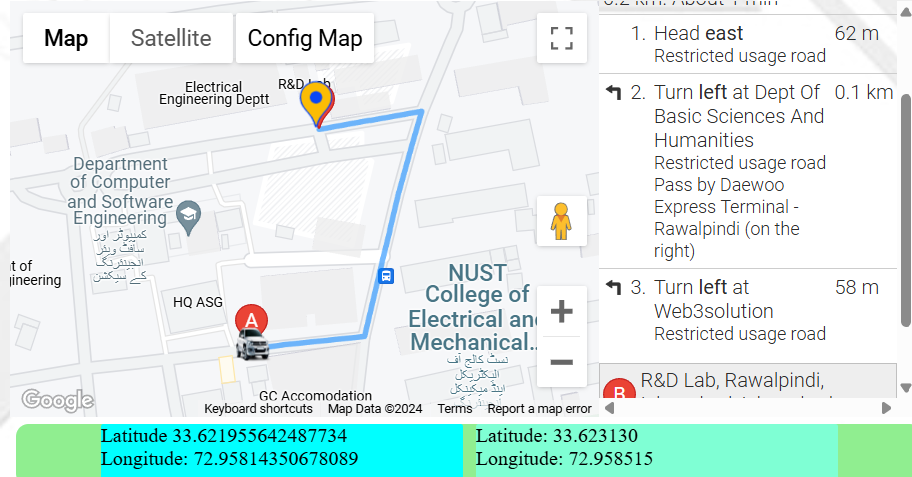 Map
Satellite
Config Map
R&D Lab
Electrical
Engineering Deptt
Department
of Computer
and Software
Engineering
کمپیوٹر اور
سافٹ ویئر
انجینئرنگ
کے سیکشن
t of
ineering
HQ ASG
A
NUST
College of
Electrical an
Mechanical...
نسٹ کالج آف
الیکٹریکل
اینڈ میکینیکل
GC Accomodation
Google
Keyboard shortcuts
Map Data ©2024
Terms
Report a map error
0.2 km. About 1 min
1. Head east 62 m
Restricted usage road
2. Turn left at Dept Of 0.1 km
Basic Sciences And
Humanities
Restricted usage road
Pass by Daewoo
Express Terminal -
Rawalpindi (on the
right)
3. Turn left at 58 m
Web3solution
Restricted usage road
B
R&D Lab, Rawalpindi,
Latitude 33.621955642487734
Longitude: 72.95814350678089
Latitude: 33.623130
Longitude: 72.958515